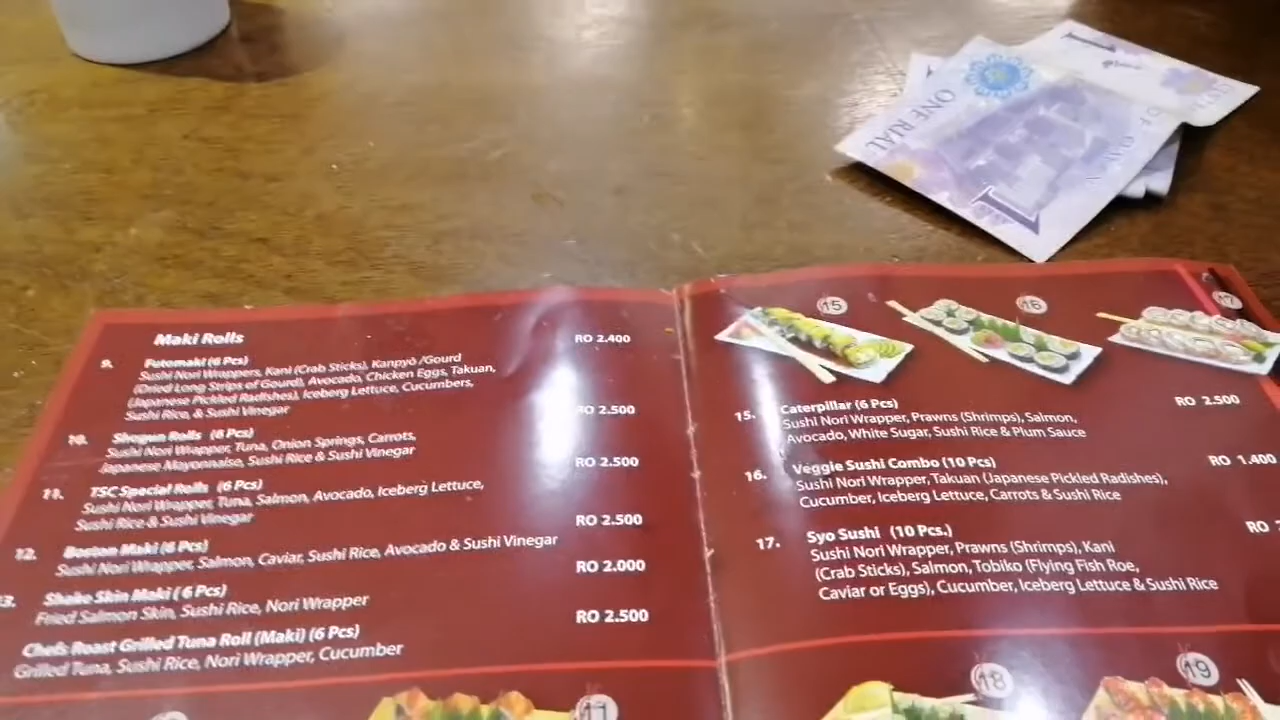 ONE RIAL
1
1
Maki Rolls
9. Futomaki (6 Pcs) RO 2.400
Sushi Nori Wrappers, Kani (Crab Sticks), Kanpyo /Gourd
(Dried Long Strips of Gourd), Avocado, Chicken Eggs, Takuan,
(Japanese Pickled Radishes), Iceberg Lettuce, Cucumbers,
Sushi Rice, & Sushi Vinegar
10. Shogun Rolls (6 Pcs) RO 2.500
Sushi Nori Wrapper, Tuna, Onion Springs, Carrots,
Japanese Mayonnaise, Sushi Rice & Sushi Vinegar
11. TSC Special Rolls (6 Pcs) RO 2.500
Sushi Nori Wrapper, Tuna, Salmon, Avocado, Iceberg Lettuce,
Sushi Rice & Sushi Vinegar
12. Boston Maki (6 Pcs) RO 2.500
Sushi Nori Wrapper, Salmon, Caviar, Sushi Rice, Avocado & Sushi Vinegar
13. Shake Skin Maki ( 6 Pcs) RO 2.000
Fried Salmon Skin, Sushi Rice, Nori Wrapper
Chefs Roast Grilled Tuna Roll (Maki) (6 Pcs) RO 2.500
Grilled Tuna, Sushi Rice, Nori Wrapper, Cucumber
11
15 16 17
15. Caterpillar (6 Pcs) RO 2.500
Sushi Nori Wrapper, Prawns (Shrimps), Salmon,
Avocado, White Sugar, Sushi Rice & Plum Sauce
16. Veggie Sushi Combo (10 Pcs) RO 1.400
Sushi Nori Wrapper, Takuan (Japanese Pickled Radishes),
Cucumber, Iceberg Lettuce, Carrots & Sushi Rice
17. Syo Sushi (10 Pcs.) RO
Sushi Nori Wrapper, Prawns (Shrimps), Kani
(Crab Sticks), Salmon, Tobiko (Flying Fish Roe,
Caviar or Eggs), Cucumber, Iceberg Lettuce & Sushi Rice
18 19